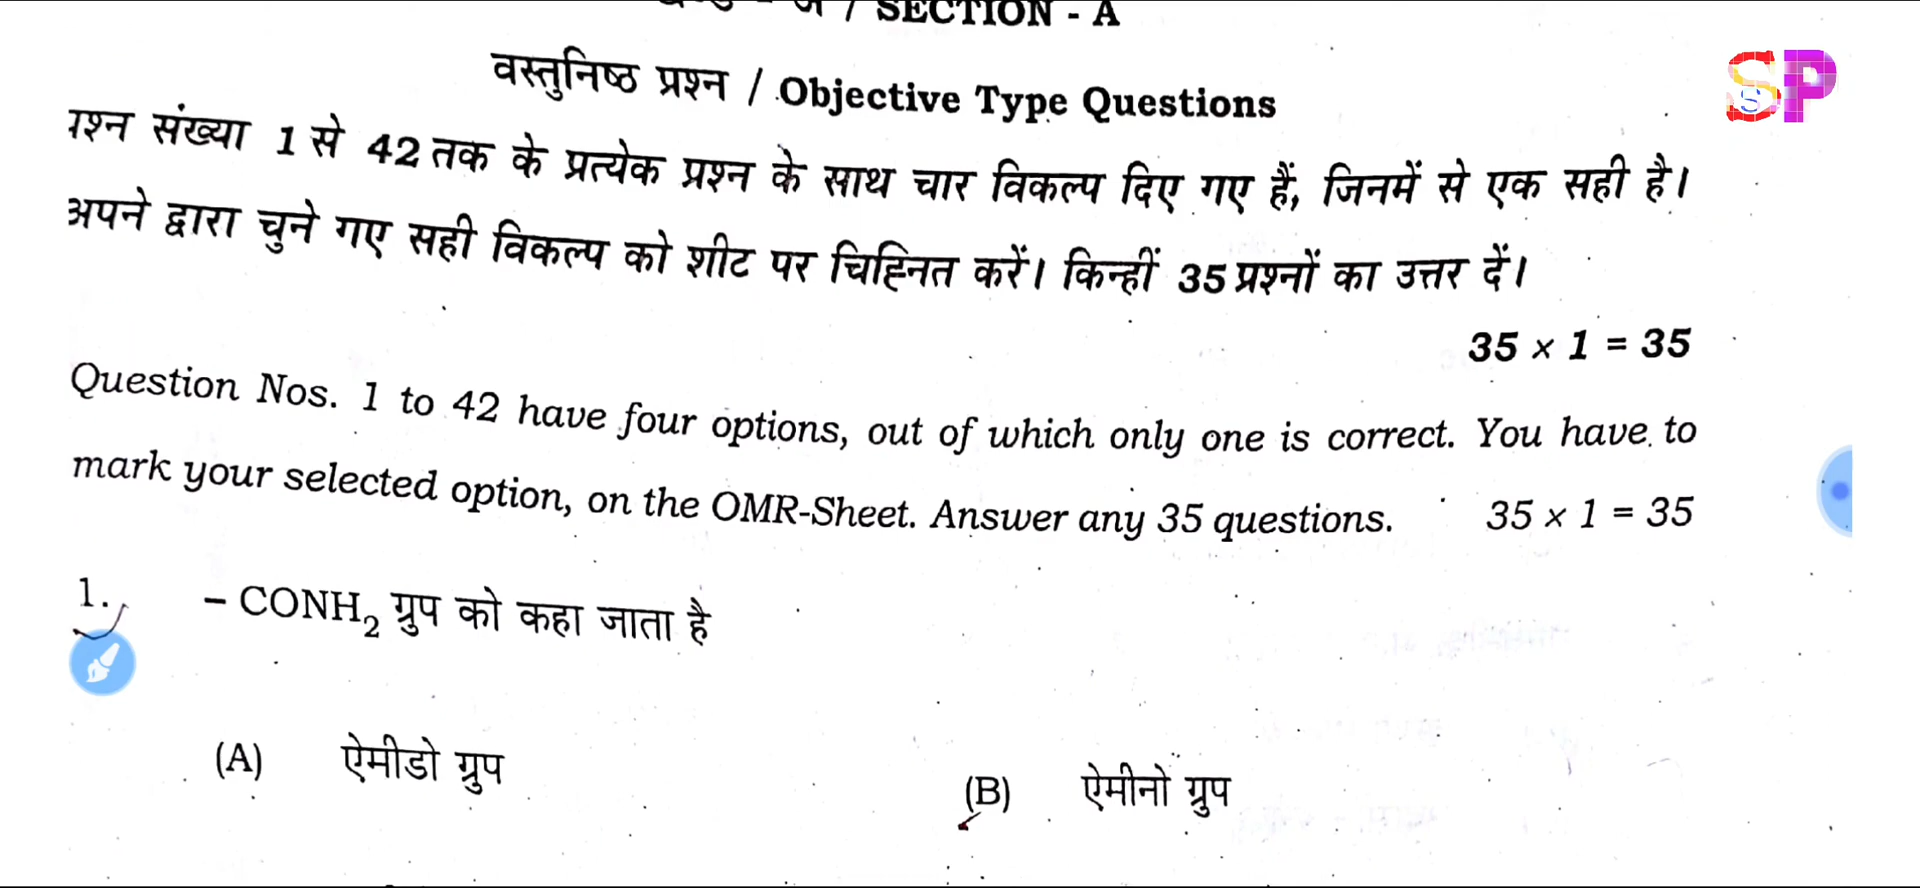 / SECTION - A
वस्तुनिष्ठ प्रश्न / Objective Type Questions
SP
प्रश्न संख्या 1 से 42 तक के प्रत्येक प्रश्न के साथ चार विकल्प दिए गए हैं, जिनमें से एक सही है।
अपने द्वारा चुने गए सही विकल्प को शीट पर चिह्नित करें। किन्हीं 35 प्रश्नों का उत्तर दें।
35 × 1 = 35
Question Nos. 1 to 42 have four options, out of which only one is correct. You have to
mark your selected option, on the OMR-Sheet. Answer any 35 questions. 35 × 1 = 35
1. – CONH₂ ग्रुप को कहा जाता है
(A) ऐमीडो ग्रुप (B) ऐमीनो ग्रुप